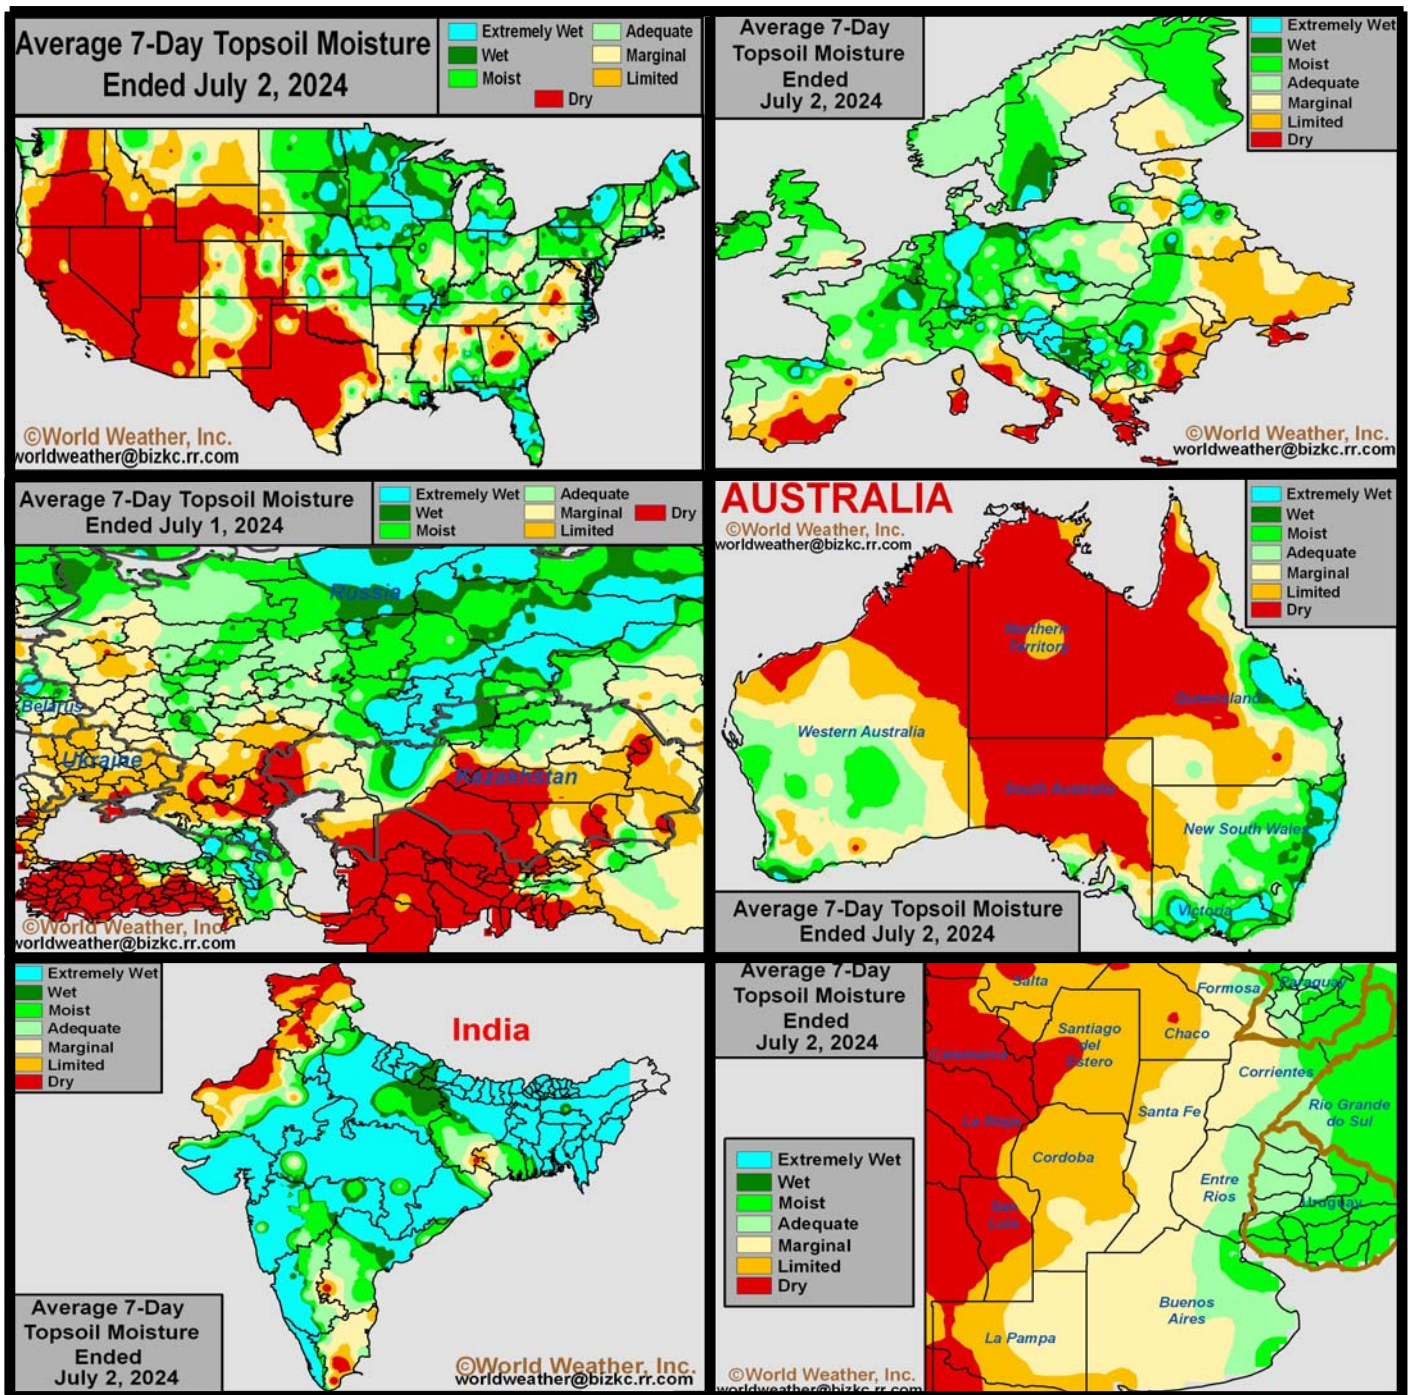 Average 7-Day Topsoil Moisture
Ended July 2, 2024
Extremely Wet
Wet
Moist
Adequate
Marginal
Limited
Dry
©World Weather, Inc.
worldweather@bizkc.rr.com
Average 7-Day
Topsoil Moisture
Ended
July 2, 2024
Extremely Wet
Wet
Moist
Adequate
Marginal
Limited
Dry
©World Weather, Inc.
worldweather@bizkc.rr.com
Average 7-Day Topsoil Moisture
Ended July 1, 2024
Extremely Wet
Wet
Moist
Adequate
Marginal
Limited
Dry
Russia
Belarus
Ukraine
Kazakhstan
©World Weather, Inc.
worldweather@bizkc.rr.com
AUSTRALIA
©World Weather, Inc.
worldweather@bizkc.rr.com
Extremely Wet
Wet
Moist
Adequate
Marginal
Limited
Dry
Northern
Territory
Queensland
Western Australia
South Australia
New South Wales
Victoria
Average 7-Day Topsoil Moisture
Ended July 2, 2024
Extremely Wet
Wet
Moist
Adequate
Marginal
Limited
Dry
India
Average 7-Day
Topsoil Moisture
Ended
July 2, 2024
©World Weather, Inc.
worldweather@bizkc.rr.com
Average 7-Day
Topsoil Moisture
Ended
July 2, 2024
Salta
Formosa
Paraguay
Santiago
del
Estero
Chaco
Catamarca
Corrientes
La Rioja
Santa Fe
Rio Grande
do Sul
Cordoba
Entre
Rios
San
Luis
Uruguay
Extremely Wet
Wet
Moist
Adequate
Marginal
Limited
Dry
Buenos
Aires
La Pampa
©World Weather, Inc.
worldweather@bizkc.rr.com